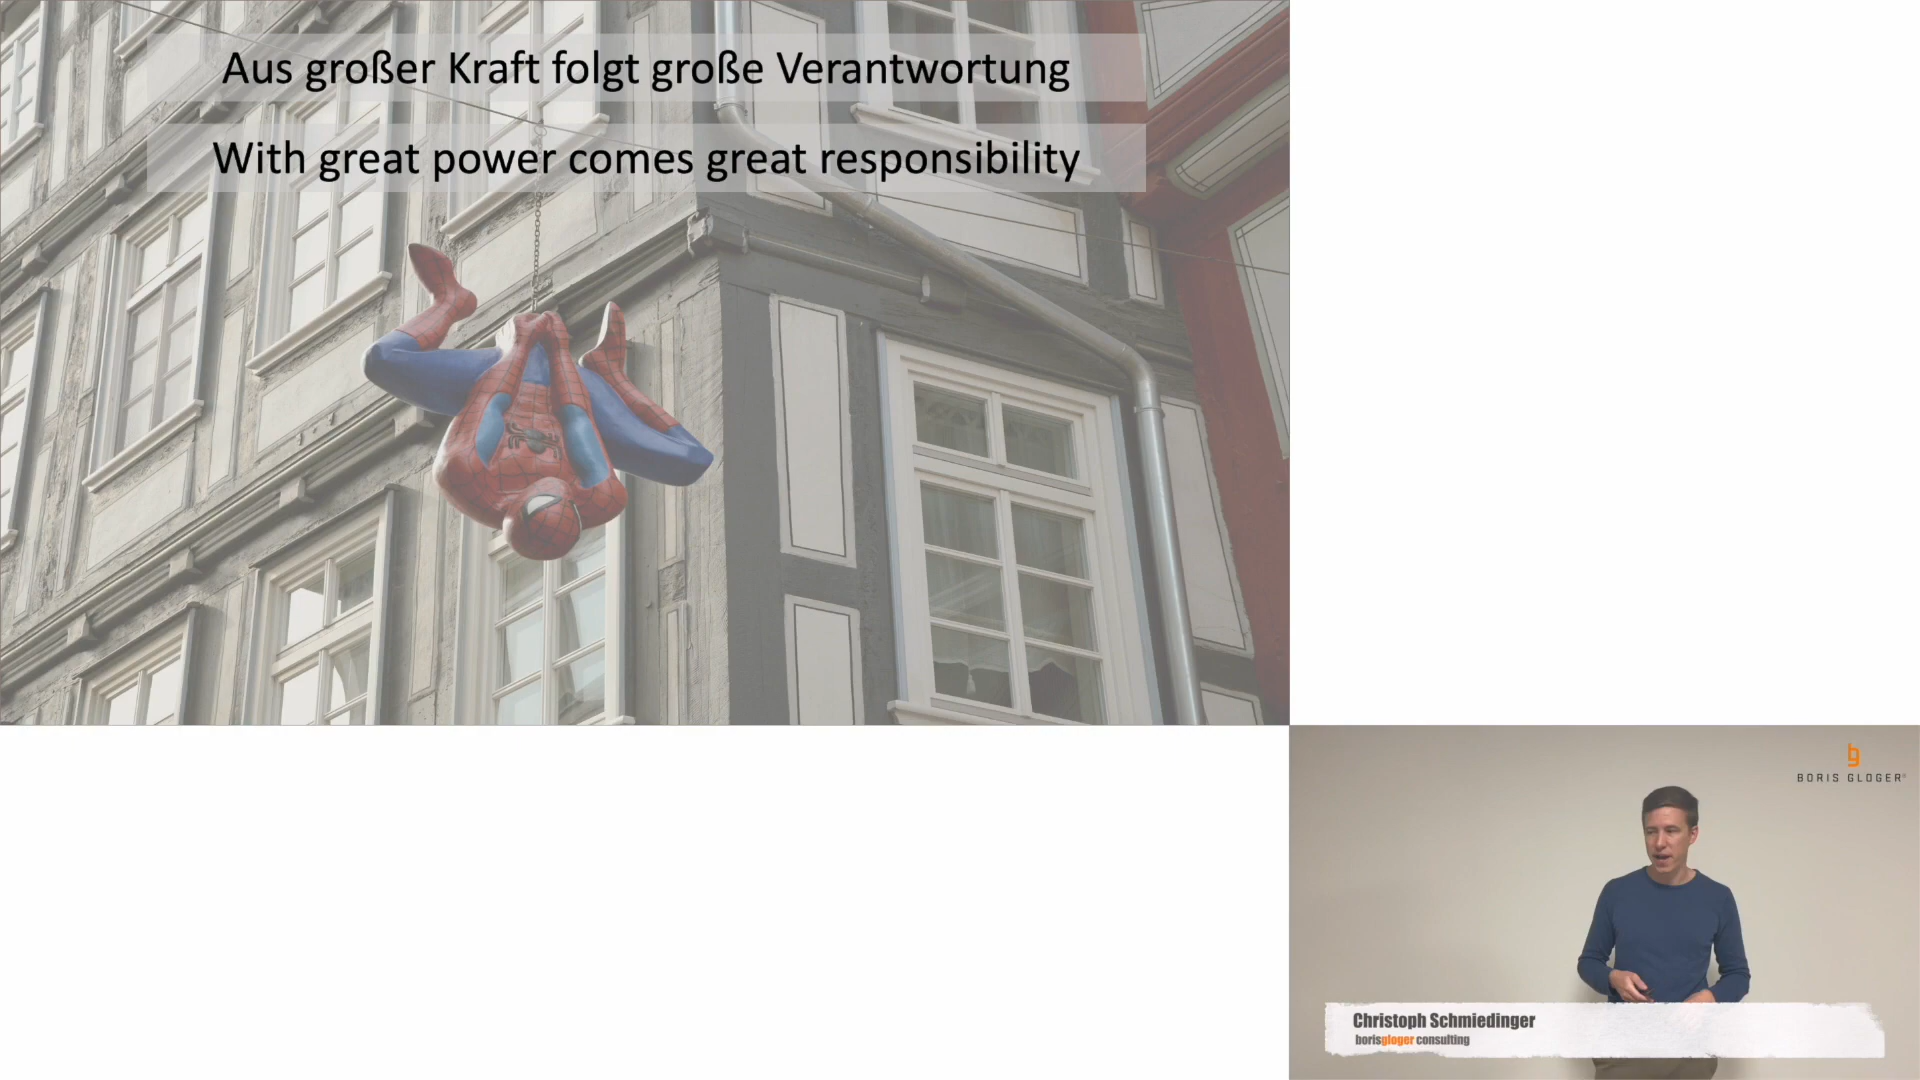 Aus großer Kraft folgt große Verantwortung
With great power comes great responsibility
BORIS GLOGER®
Christoph Schmiedinger
borisgloger consulting